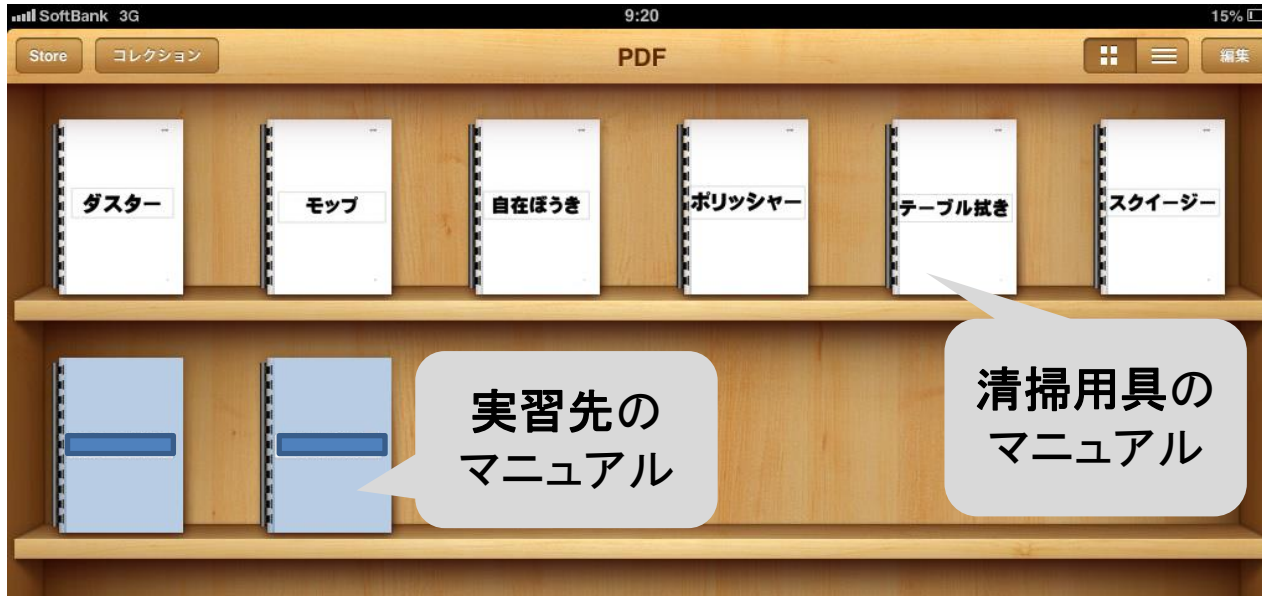 SoftBank 3G 9:20 15%
Store コレクション PDF 編集
ダスター モップ 自在ぼうき ポリッシャー テーブル拭き スクイージー
実習先の
マニュアル
清掃用具の
マニュアル